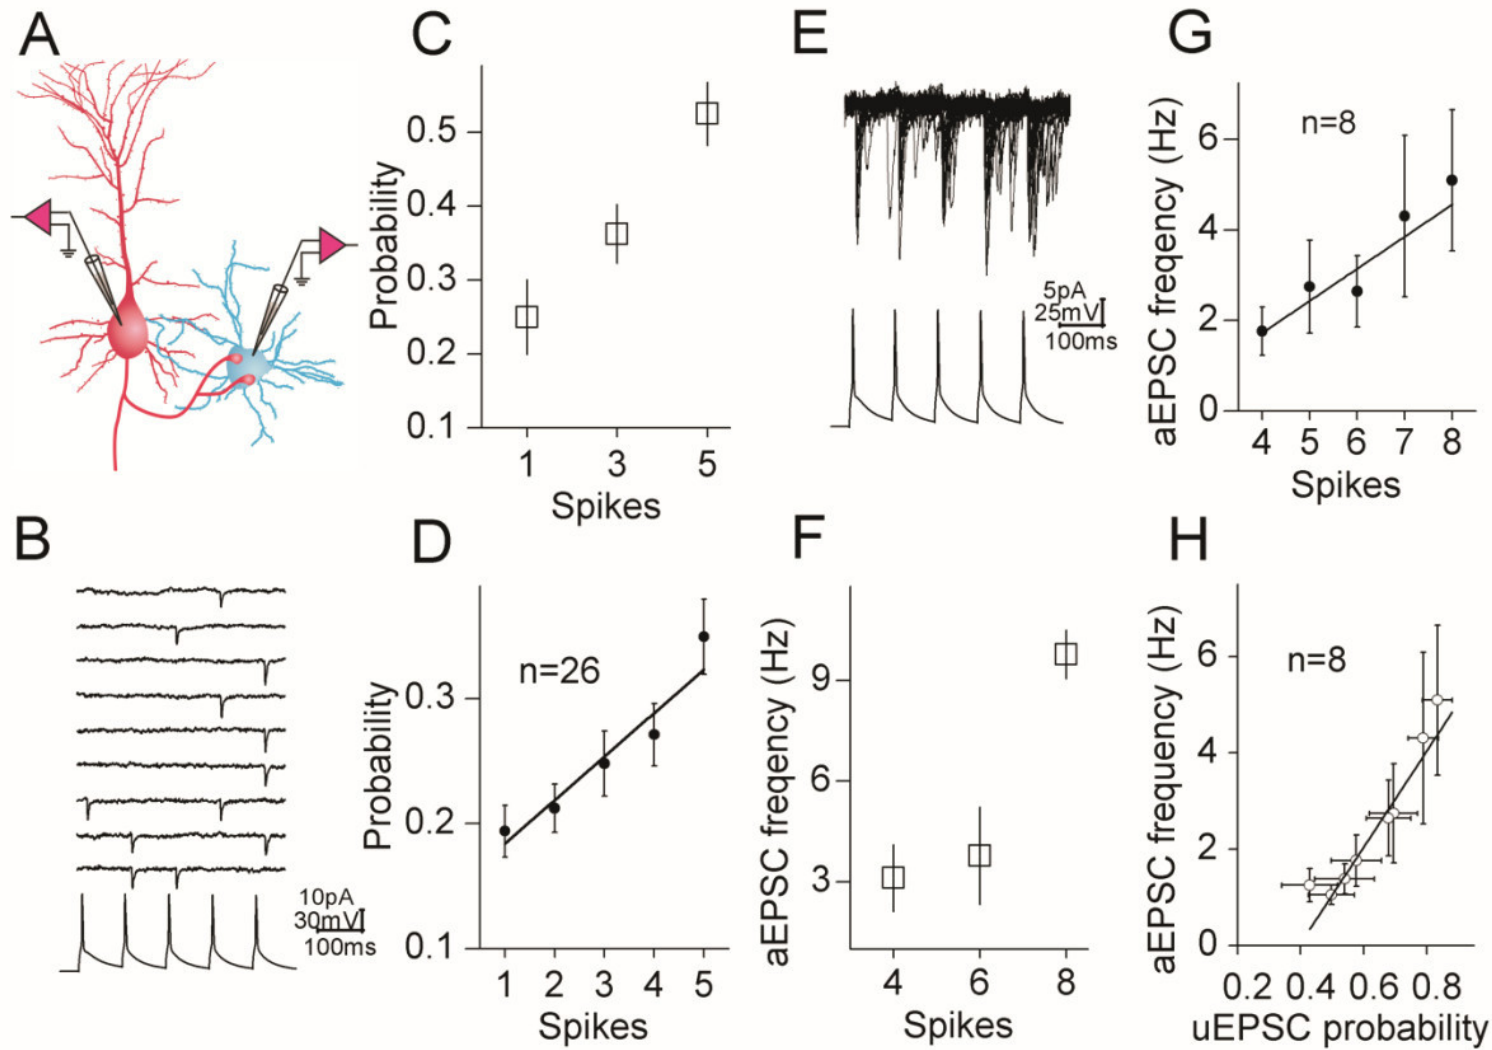 A
B
10pA
30mV
100ms
C
Probability
0.5
0.4
0.3
0.2
0.1
1 3 5
Spikes
D
Probability
n=26
0.3
0.2
0.1
1 2 3 4 5
Spikes
E
5pA
25mV
100ms
F
aEPSC freqency (Hz)
9
6
3
4 6 8
Spikes
G
aEPSC freqency (Hz)
n=8
6
4
2
0
4 5 6 7 8
Spikes
H
aEPSC frequency (Hz)
n=8
6
4
2
0
0.2 0.4 0.6 0.8
uEPSC probability